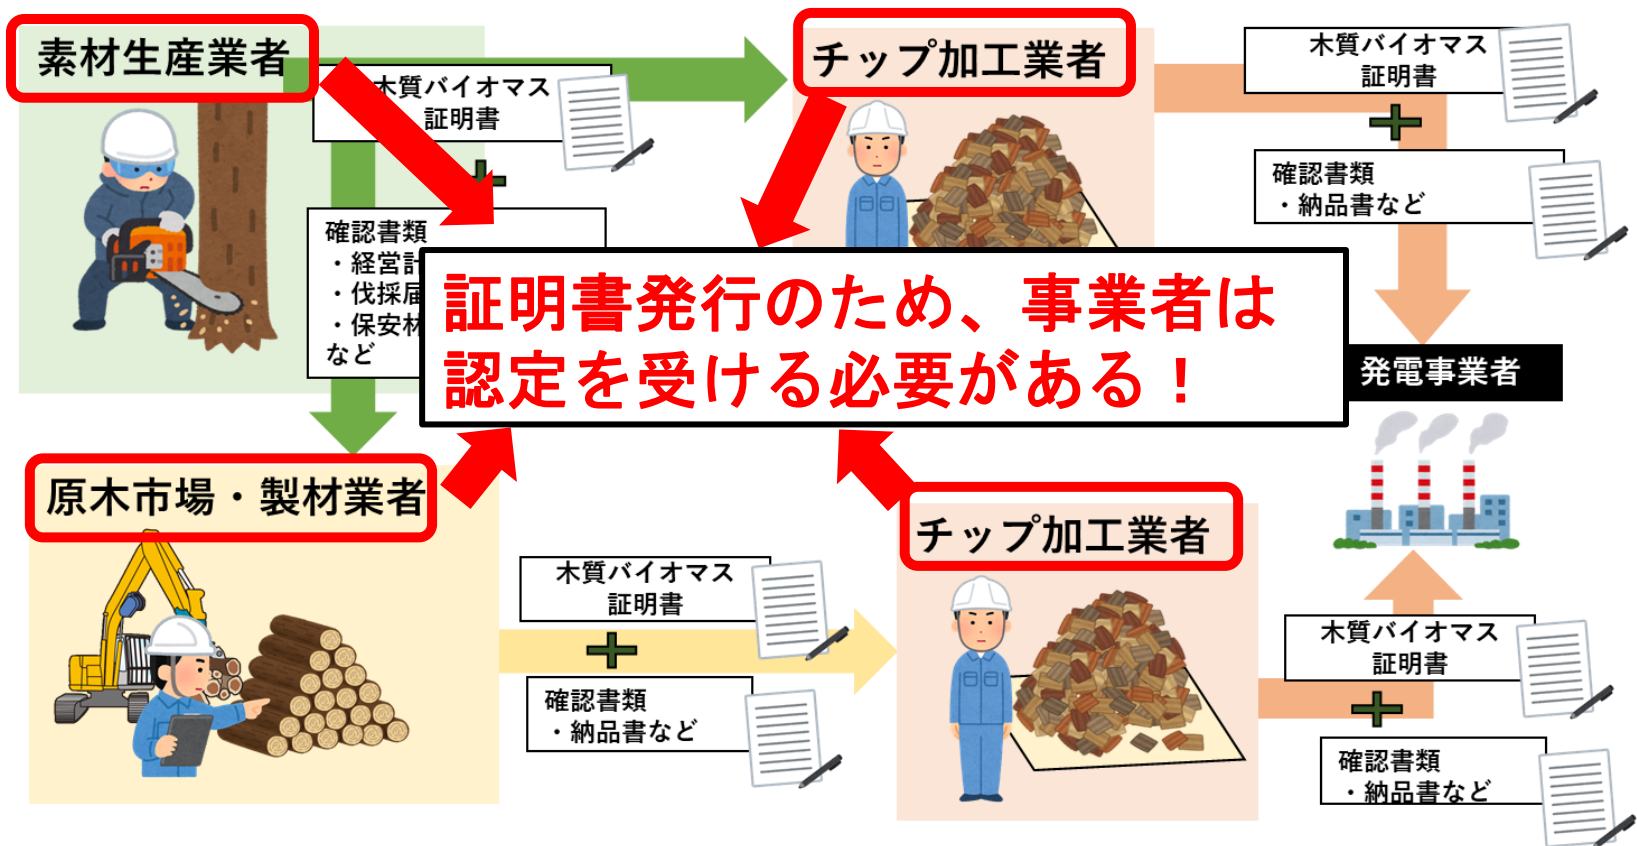 素材生産業者
木質バイオマス
証明書
確認書類
・経営計
・伐採届
・保安林
など
チップ加工業者
木質バイオマス
証明書
確認書類
・納品書など
証明書発行のため、事業者は
認定を受ける必要がある!
発電事業者
原木市場・製材業者
木質バイオマス
証明書
確認書類
・納品書など
チップ加工業者
木質バイオマス
証明書
確認書類
・納品書など